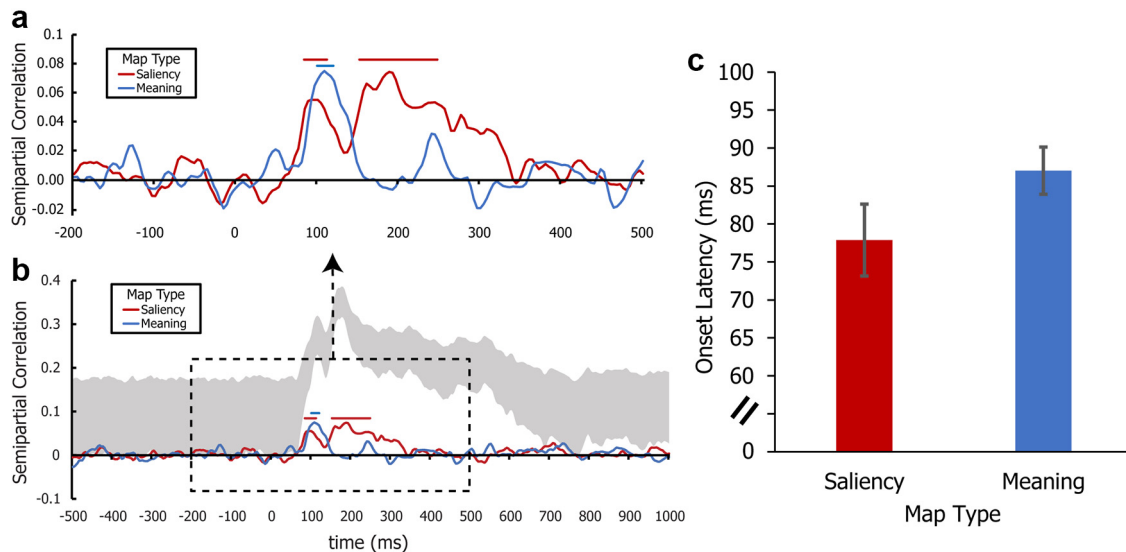 a
Semipartial Correlation
0.1
0.08
0.06
0.04
0.02
0.00
-0.02
Map Type
Saliency
Meaning
-200 -100 0 100 200 300 400 500
b
Semipartial Correlation
0.4
0.3
0.2
0.1
0
-0.1
Map Type
Saliency
Meaning
-500 -400 -300 -200 -100 0 100 200 300 400 500 600 700 800 900 1000
time (ms)
c
Onset Latency (ms)
100
95
90
85
80
75
70
65
60
0
Saliency Meaning
Map Type